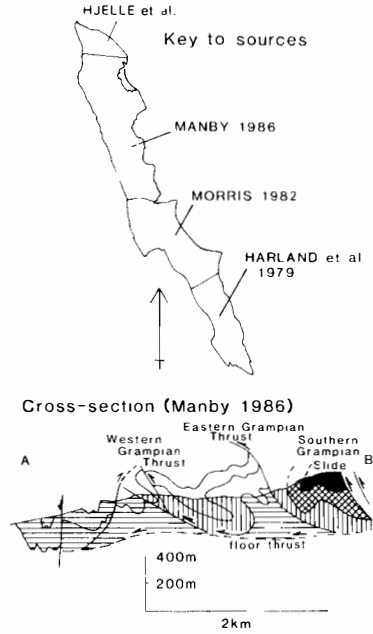 HJELLE et al.
Key to sources
MANBY 1986
MORRIS 1982
HARLAND et al
1979
Cross-section (Manby 1986)
Eastern Grampian
Thrust
Western
Grampian
Thrust
Southern
Grampian
Slide
A
B
floor thrust
400m
200m
2km